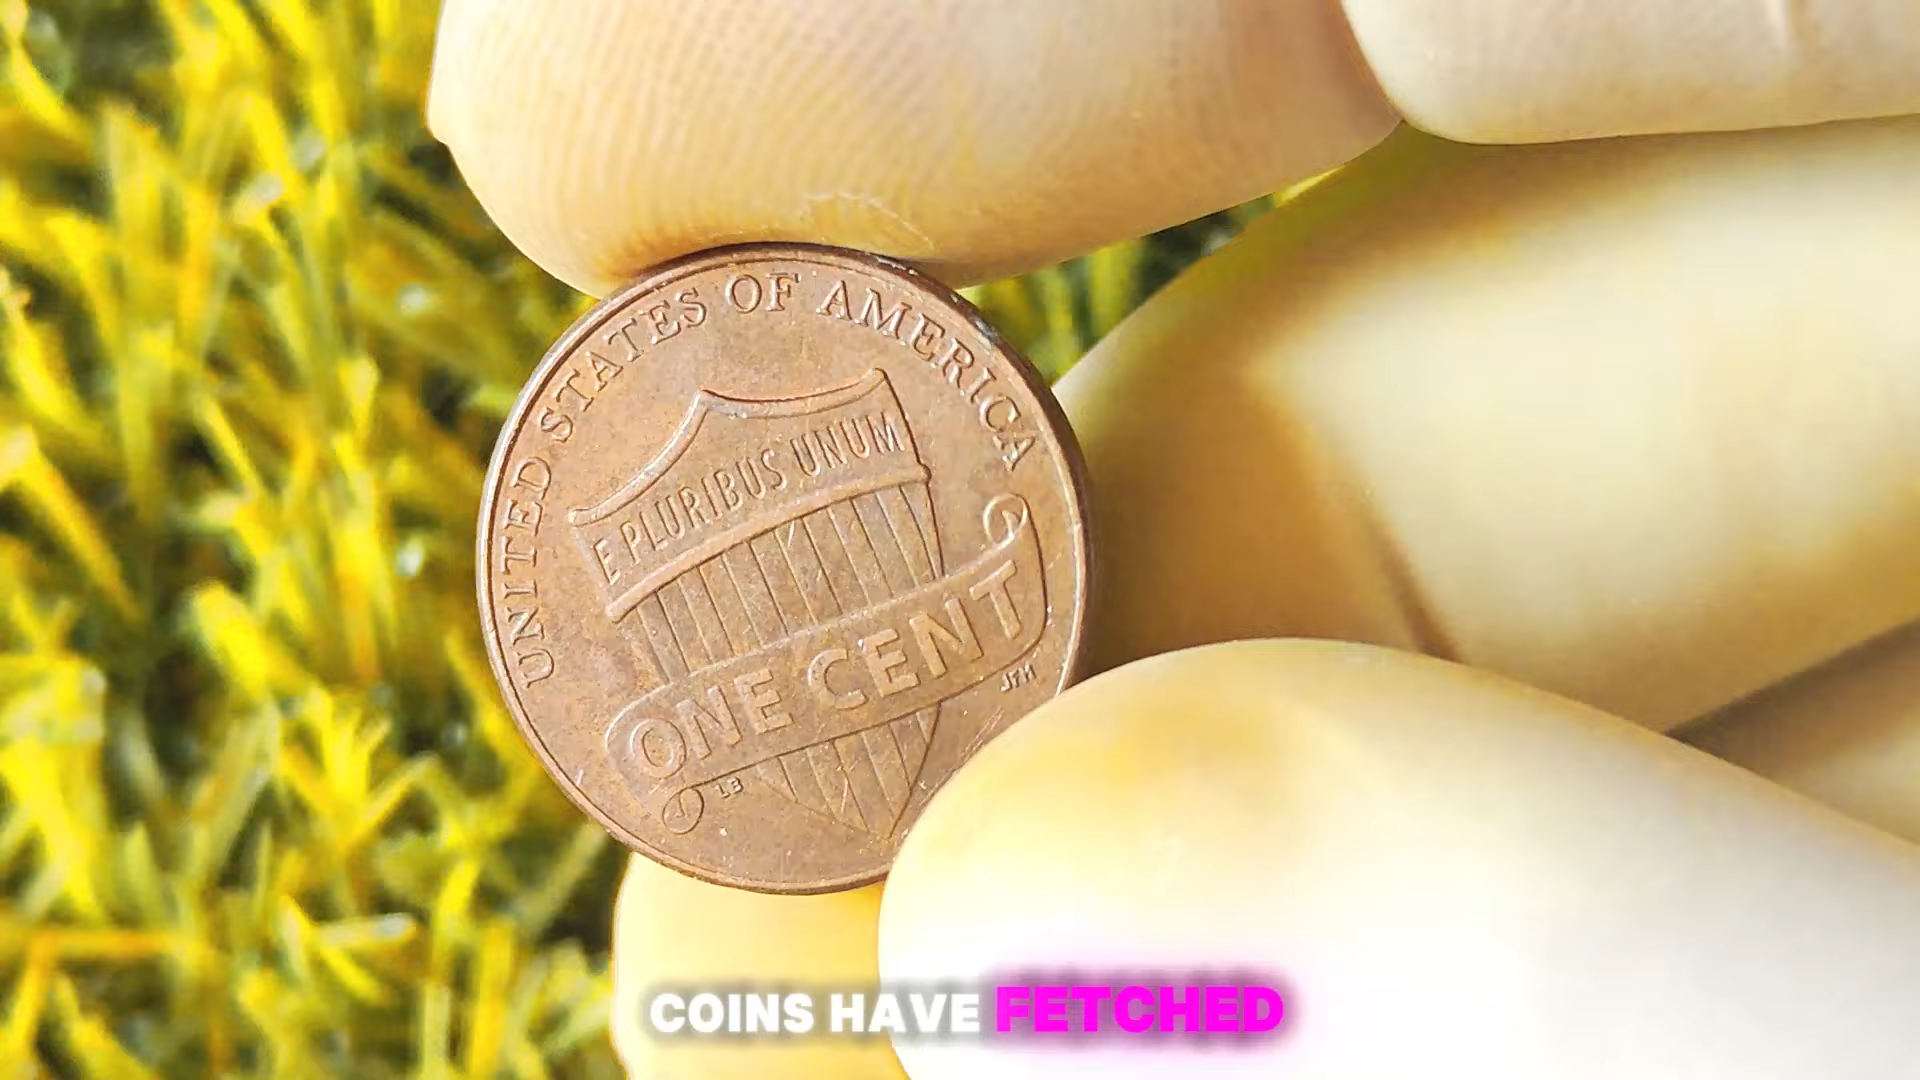 UNITED STATES OF AMERICA
E PLURIBUS UNUM
ONE CENT
JFM
LB
COINS HAVE FETCHED